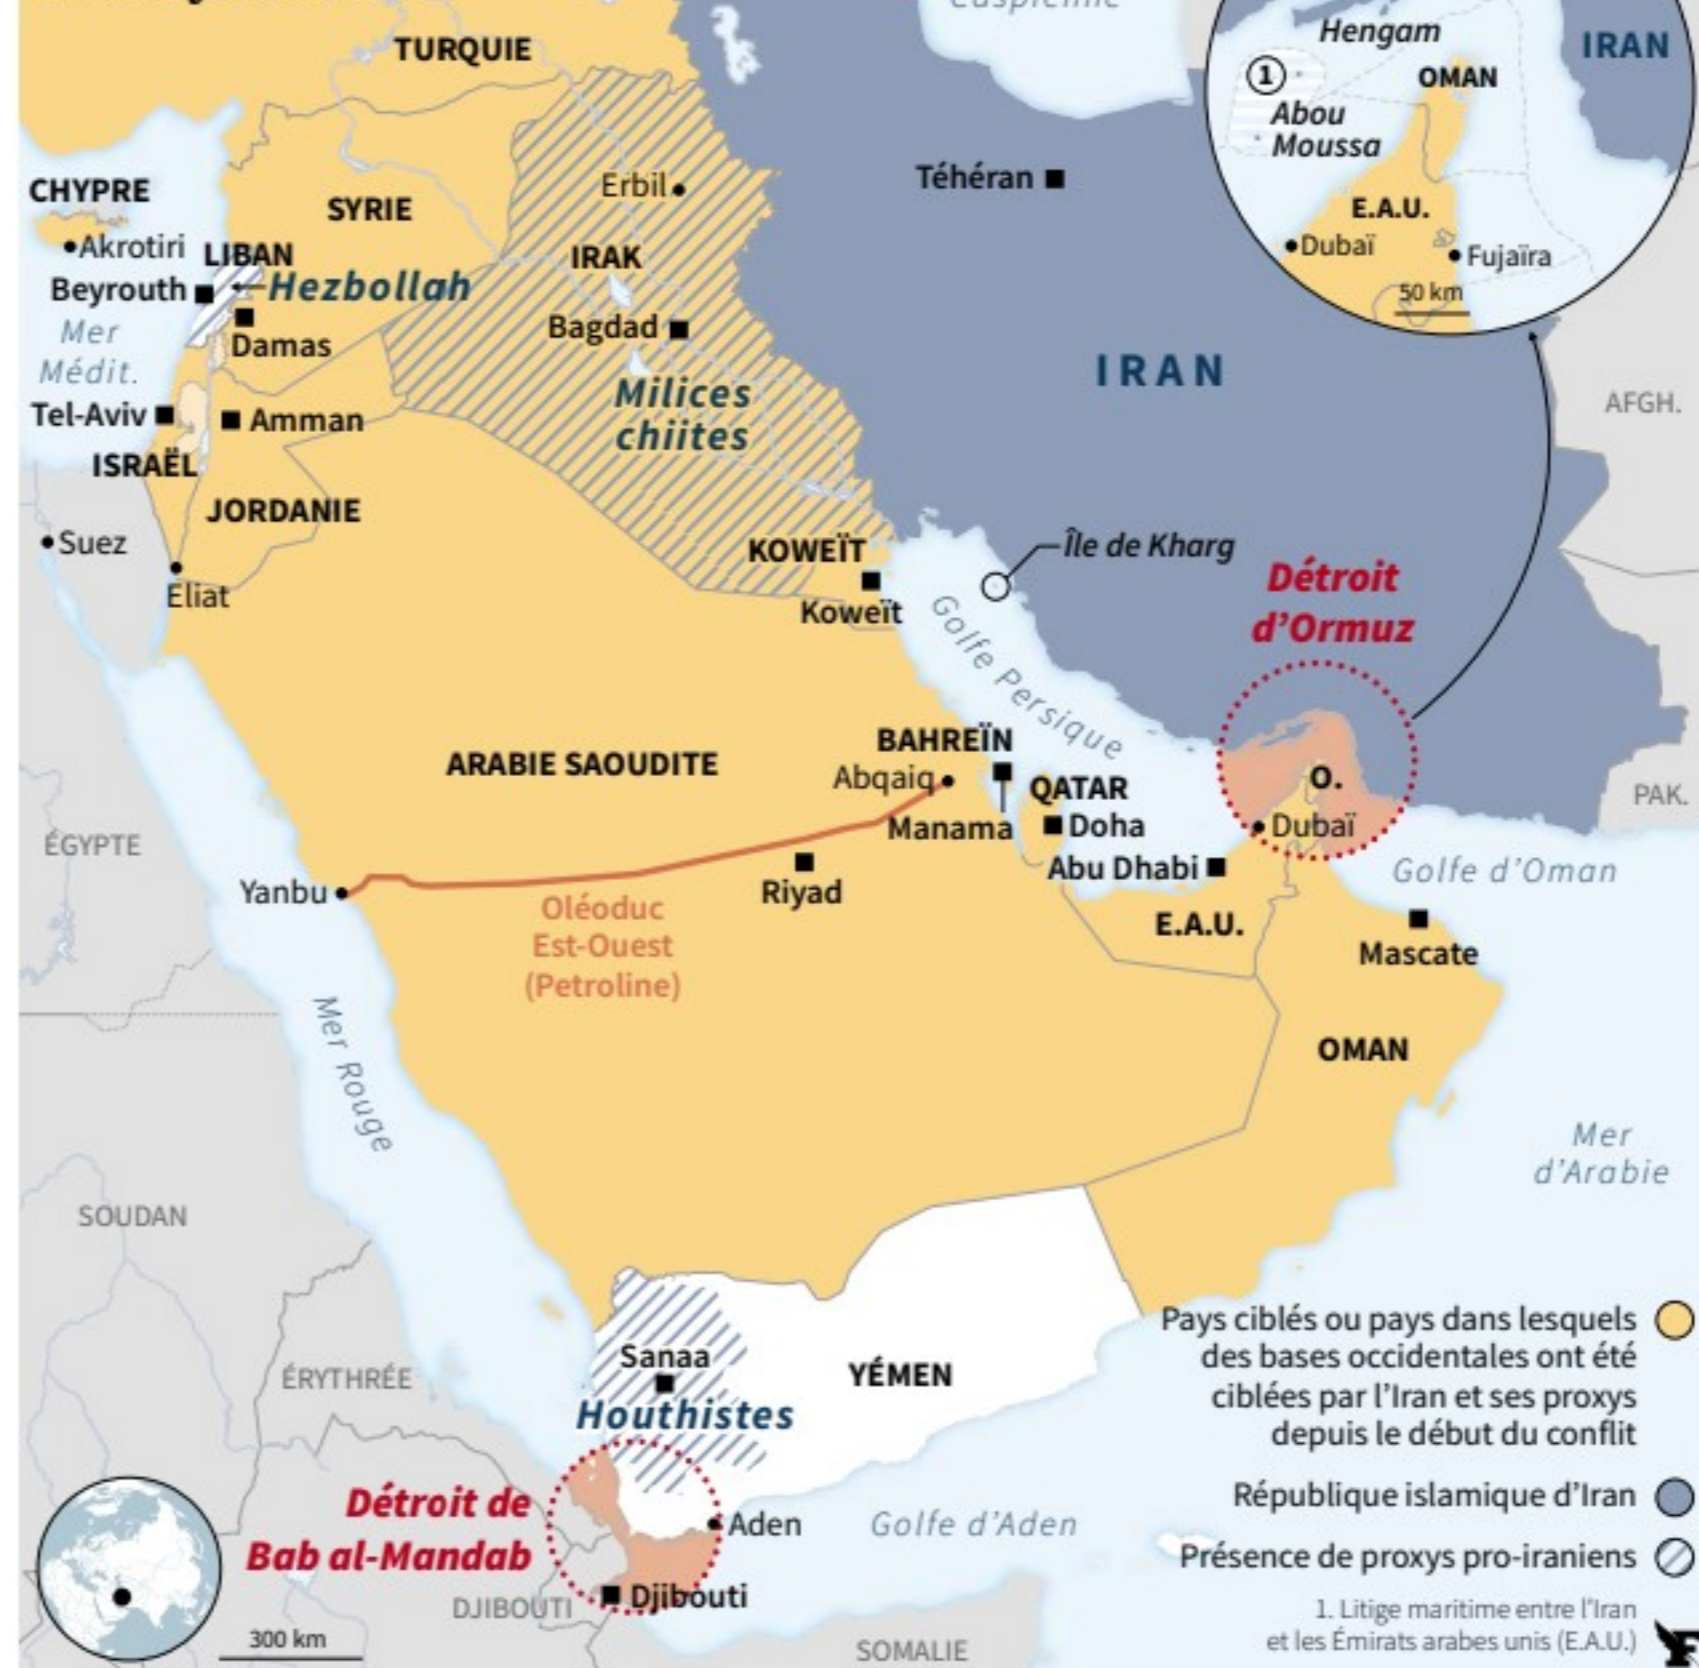 TURQUIE
CHYPRE
Akrotiri
SYRIE
LIBAN
Hezbollah
Beyrouth
Damas
Mer
Médit.
Tel-Aviv
Amman
ISRAËL
JORDANIE
Suez
Eliat
Erbil
IRAK
Bagdad
Milices
chiites
Téhéran
IRAN
Hengam
IRAN
1
OMAN
Abou
Moussa
E.A.U.
Dubaï
Fujaïra
50 km
AFGH.
PAK.
KOWEÏT
Koweït
Île de Kharg
Golfe Persique
Détroit
d’Ormuz
ARABIE SAOUDITE
BAHREÏN
Abqaiq
QATAR
Manama
Doha
O.
Dubaï
Abu Dhabi
Golfe d’Oman
E.A.U.
Mascate
ÉGYPTE
Yanbu
Riyad
Oléoduc
Est-Ouest
(Petroline)
Mer Rouge
OMAN
Mer
d’Arabie
SOUDAN
ÉRYTHRÉE
Sanaa
YÉMEN
Houthistes
Détroit de
Bab al-Mandab
Aden
Golfe d’Aden
DJIBOUTI
Djibouti
SOMALIE
300 km
Pays ciblés ou pays dans lesquels
des bases occidentales ont été
ciblées par l’Iran et ses proxys
depuis le début du conflit
République islamique d’Iran
Présence de proxys pro-iraniens
1. Litige maritime entre l’Iran
et les Émirats arabes unis (E.A.U.)